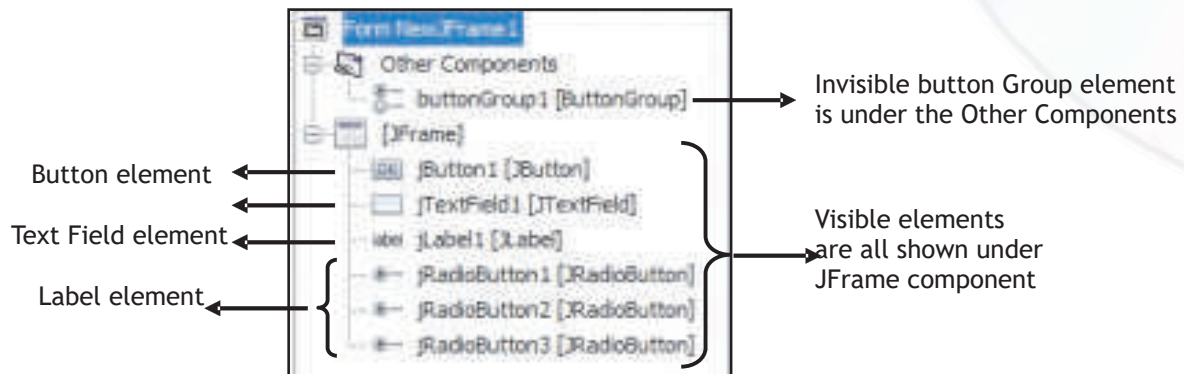 Form NewJFrame1
Other Components
buttonGroup1 [ButtonGroup]
Invisible button Group element
is under the Other Components
[JFrame]
Button element
jButton1 [JButton]
jTextField1 [JTextField]
Text Field element
label jLabel1 [JLabel]
Visible elements
are all shown under
JFrame component
Label element
jRadioButton1 [JRadioButton]
jRadioButton2 [JRadioButton]
jRadioButton3 [JRadioButton]